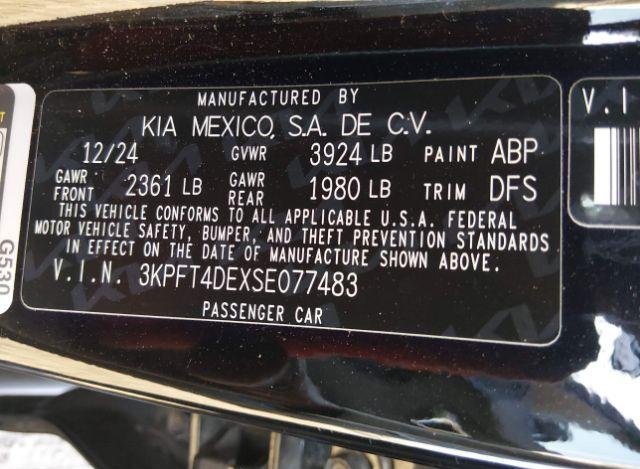 MANUFACTURED BY
KIA MEXICO, S.A. DE C.V.
12/24 GVWR 3924 LB PAINT ABP
GAWR FRONT 2361 LB GAWR REAR 1980 LB TRIM DFS
THIS VEHICLE CONFORMS TO ALL APPLICABLE U.S.A. FEDERAL
MOTOR VEHICLE SAFETY, BUMPER, AND THEFT PREVENTION STANDARDS
IN EFFECT ON THE DATE OF MANUFACTURE SHOWN ABOVE.
V.I.N. 3KPFT4DEXSE077483
PASSENGER CAR
V.I.
G530